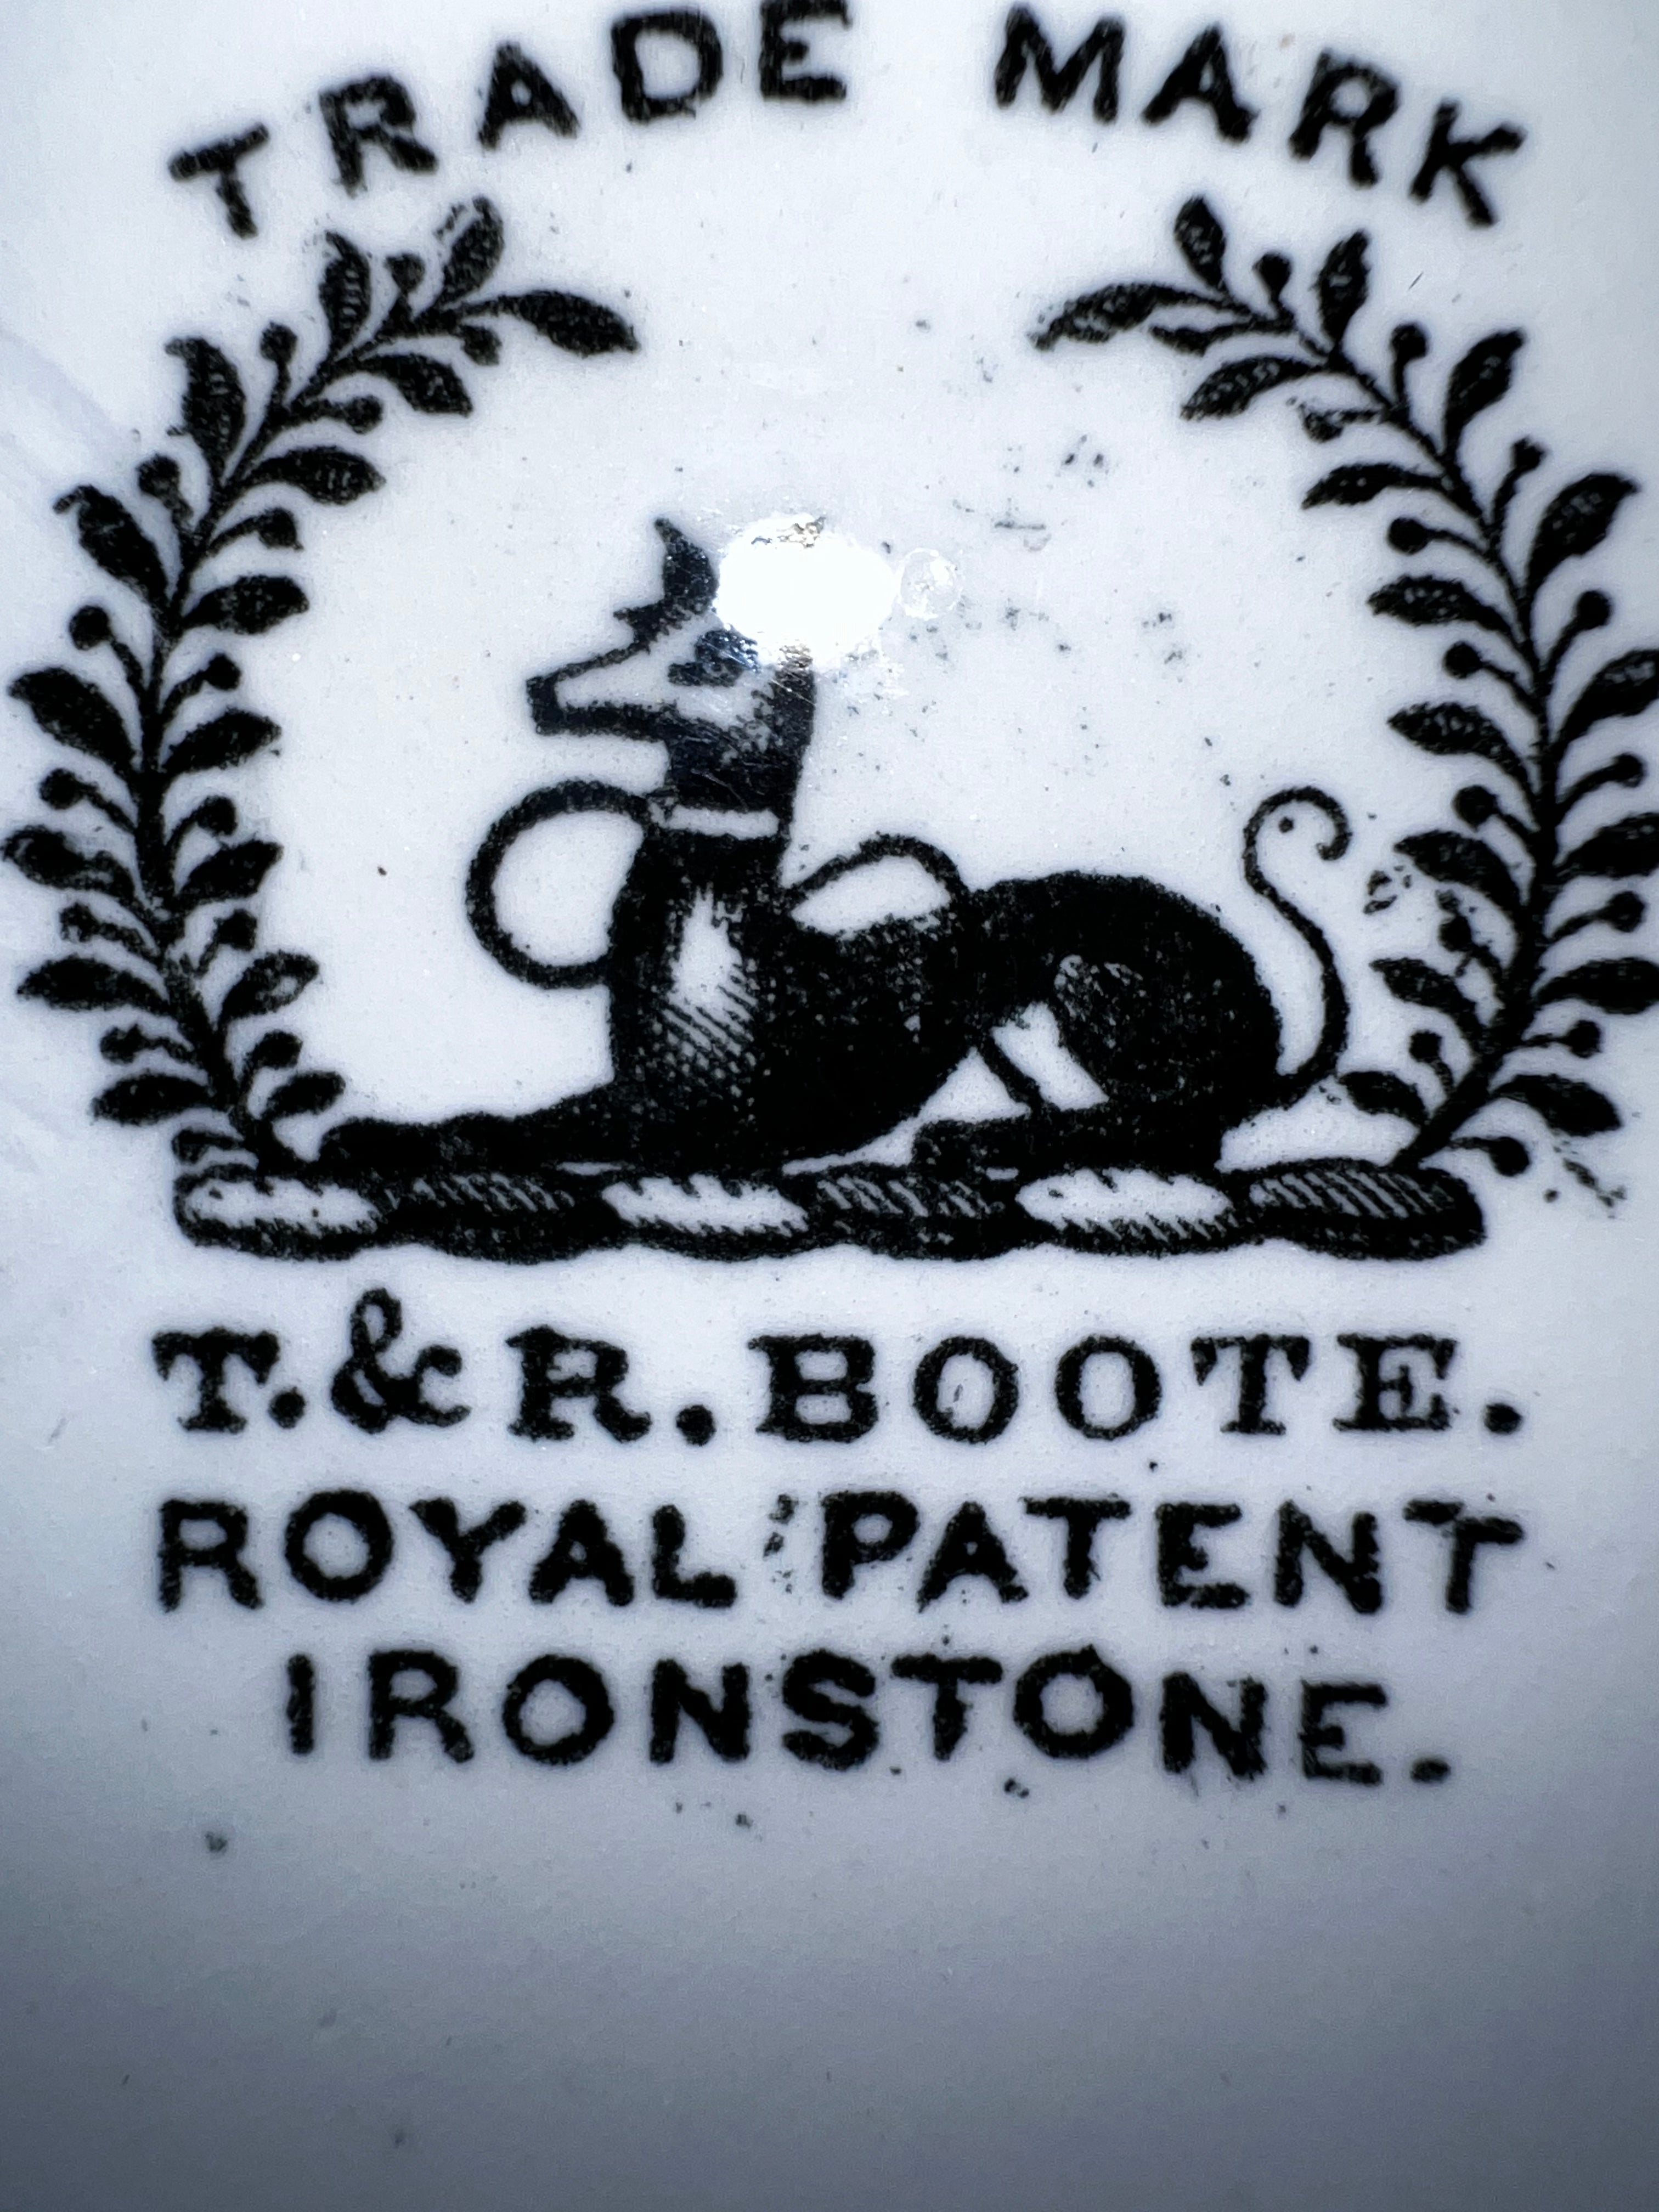 TRADE MARK
T. & R. BOOTE.
ROYAL PATENT
IRONSTONE.